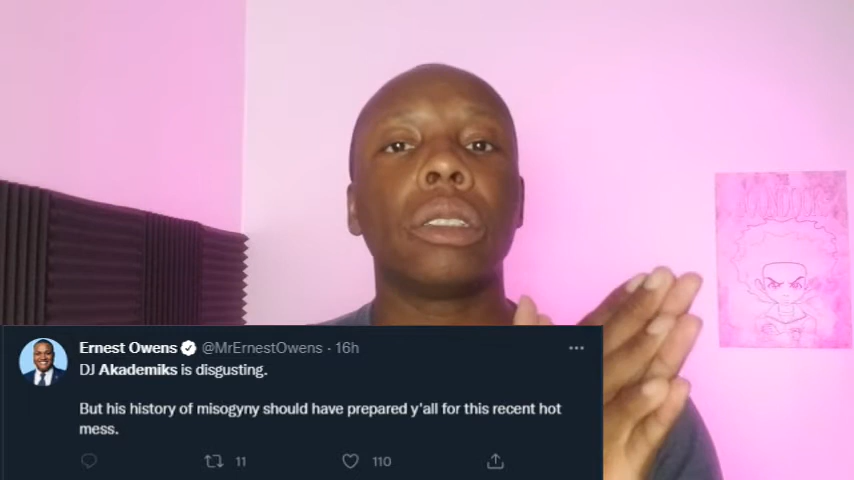 Ernest Owens @MrErnestOwens · 16h
DJ Akademiks is disgusting.
But his history of misogyny should have prepared y'all for this recent hot
mess.
11 110